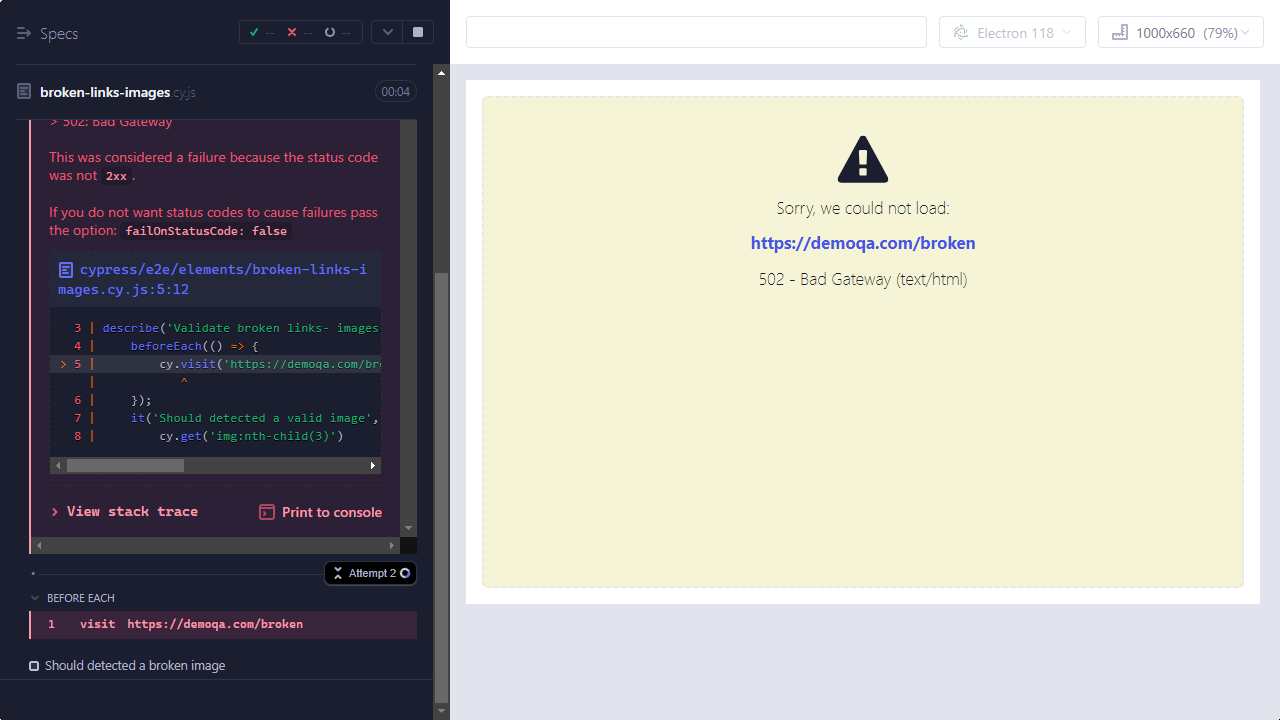 Specs
-- -- --
broken-links-images.cy.js
00:04
> 502: Bad Gateway
This was considered a failure because the status code
was not 2xx.
If you do not want status codes to cause failures pass
the option: failOnStatusCode: false
cypress/e2e/elements/broken-links-i
mages.cy.js:5:12
3 | describe('Validate broken links- images
4 | beforeEach(() => {
> 5 | cy.visit('https://demoqa.com/bro
| ^
6 | });
7 | it('Should detected a valid image',
8 | cy.get('img:nth-child(3)')
> View stack trace
Print to console
Attempt 2
BEFORE EACH
1 visit https://demoqa.com/broken
Should detected a broken image
Electron 118
1000x660 (79%)
Sorry, we could not load:
https://demoqa.com/broken
502 - Bad Gateway (text/html)